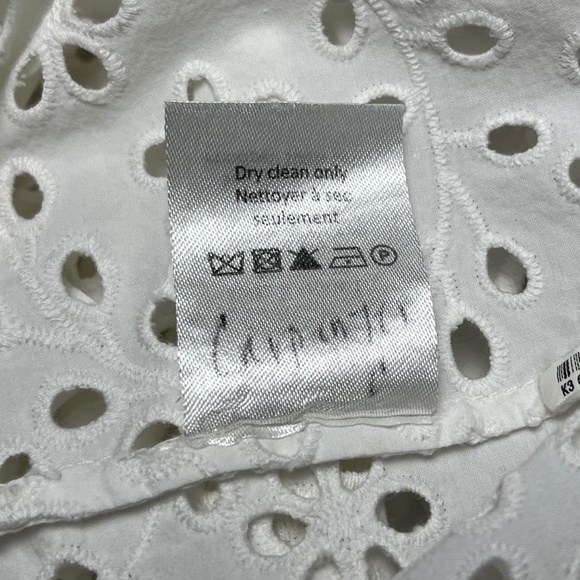 Dry clean only
Nettoyer à sec
seulement
K3